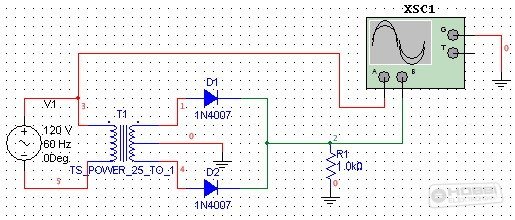 XSC1
G
T
A
B
0
V1
120 V
60 Hz
0Deg
3
5
T1
TS_POWER_25_TO_1
1
0
4
D1
1N4007
D2
1N4007
2
R1
1.0kΩ
0